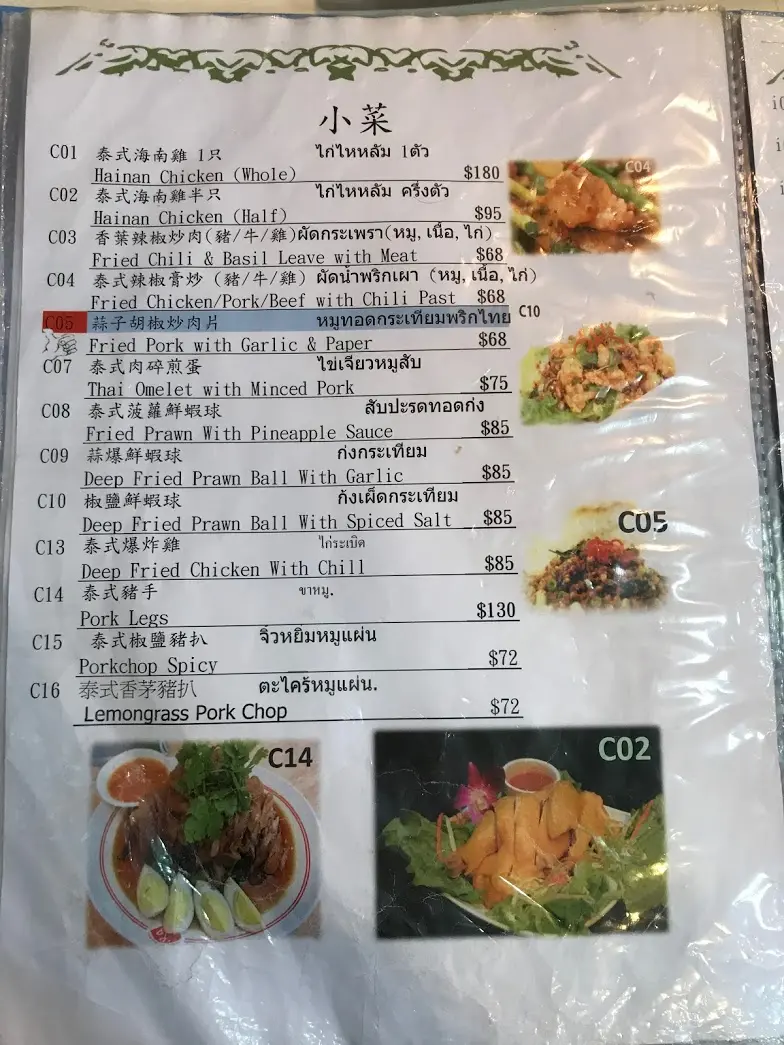 小菜
C01 泰式海南雞 1只 ไก่ไหหลัม 1ตัว
Hainan Chicken (Whole) $180
C02 泰式海南雞半只 ไก่ไหหลัม ครึ่งตัว
Hainan Chicken (Half) $95
C03 香葉辣椒炒肉(豬/牛/雞)ผัดกระเพรา(หมู, เนื้อ, ไก่)
Fried Chili & Basil Leave with Meat $68
C04 泰式辣椒膏炒 (豬/牛/雞) ผัดน้ำพริกเผา (หมู, เนื้อ, ไก่)
Fried Chicken/Pork/Beef with Chili Past $68
C05 蒜子胡椒炒肉片 หมูทอดกระเทียมพริกไทย
Fried Pork with Garlic & Paper $68
C07 泰式肉碎煎蛋 ไข่เจียวหมูสับ
Thai Omelet with Minced Pork $75
C08 泰式菠蘿鮮蝦球 สับปะรดทอดก่ง
Fried Prawn With Pineapple Sauce $85
C09 蒜爆鮮蝦球 ก่งกระเทียม
Deep Fried Prawn Ball With Garlic $85
C10 椒鹽鮮蝦球 ก้งเผ็ดกระเทียม
Deep Fried Prawn Ball With Spiced Salt $85
C13 泰式爆炸雞 ไก่ระเบิด
Deep Fried Chicken With Chill $85
C14 泰式豬手 ขาหมู.
Pork Legs $130
C15 泰式椒鹽豬扒 จิ๋วหยิมหมูแผ่น
Porkchop Spicy $72
C16 泰式香茅豬扒 ตะไคร้หมูแผ่น.
Lemongrass Pork Chop $72
C04
C10
C05
C14
C02